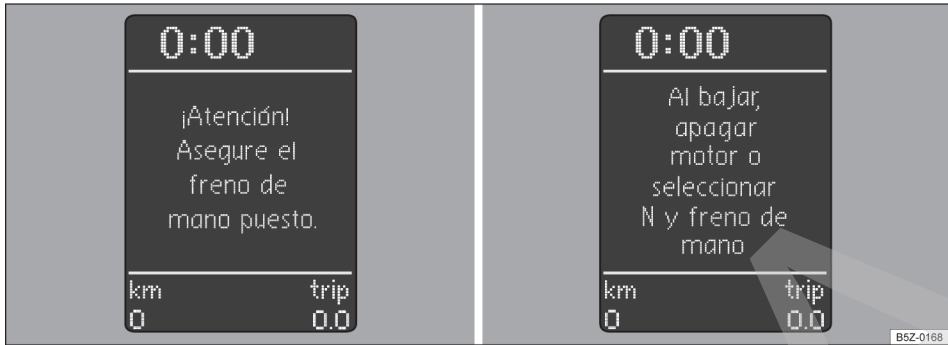 0:00
¡Atención!
Asegure el
freno de
mano puesto.
km trip
0 0.0
0:00
Al bajar,
apagar
motor o
seleccionar
N y freno de
mano
km trip
0 0.0
B5Z-0168